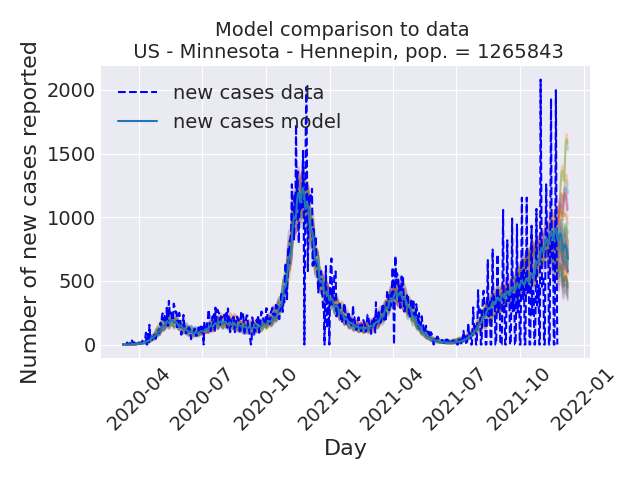 Model comparison to data
US - Minnesota - Hennepin, pop. = 1265843
new cases data
new cases model
Number of new cases reported
2000
1500
1000
500
0
2020-04
2020-07
2020-10
2021-01
2021-04
2021-07
2021-10
2022-01
Day